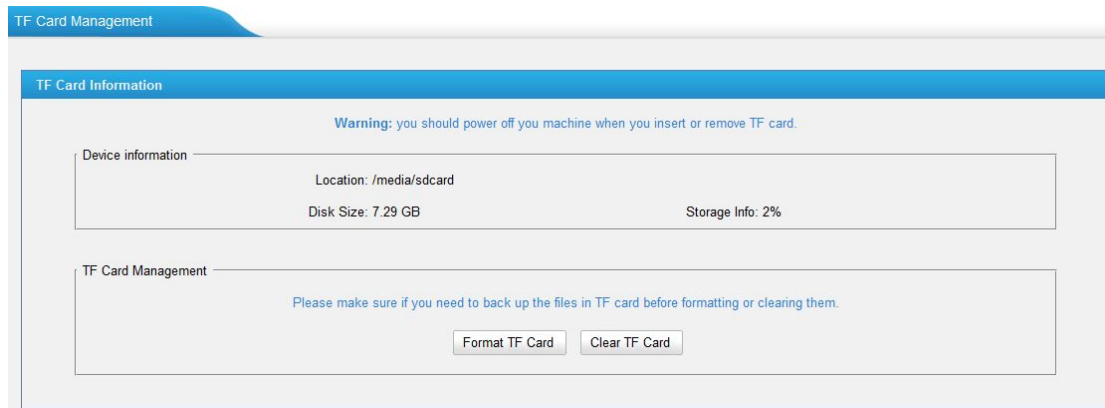 TF Card Management
TF Card Information
Warning: you should power off you machine when you insert or remove TF card.
Device information
Location: /media/sdcard
Disk Size: 7.29 GB Storage Info: 2%
TF Card Management
Please make sure if you need to back up the files in TF card before formatting or clearing them.
Format TF Card Clear TF Card